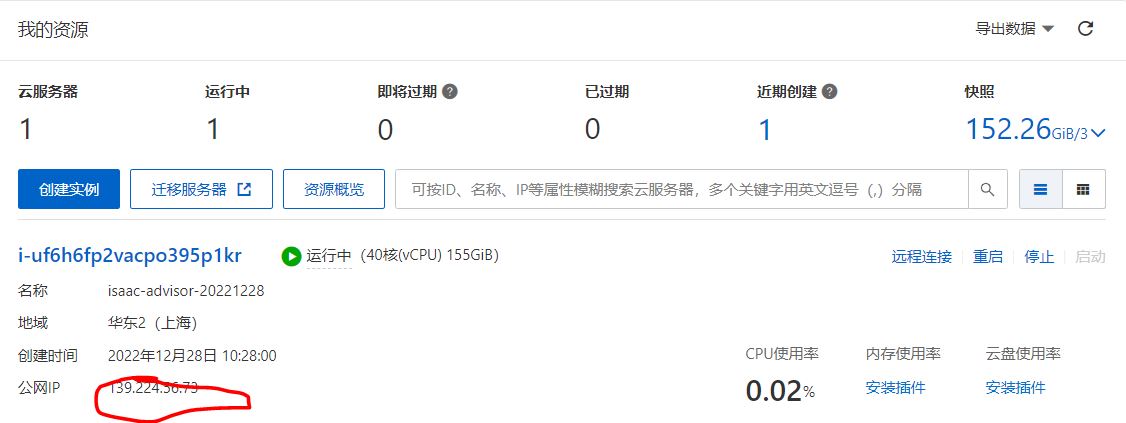 我的资源
导出数据
云服务器 运行中 即将过期 已过期 近期创建 快照
1 1 0 0 1 152.26GiB/3
创建实例 迁移服务器 资源概览 可按ID、名称、IP等属性模糊搜索云服务器，多个关键字用英文逗号（,）分隔
i-uf6h6fp2vacpo395p1kr 运行中（40核(vCPU) 155GiB） 远程连接 重启 停止 启动
名称 isaac-advisor-20221228
地域 华东2（上海）
创建时间 2022年12月28日 10:28:00
公网IP 139.224.56.73
CPU使用率 内存使用率 云盘使用率
0.02% 安装插件 安装插件